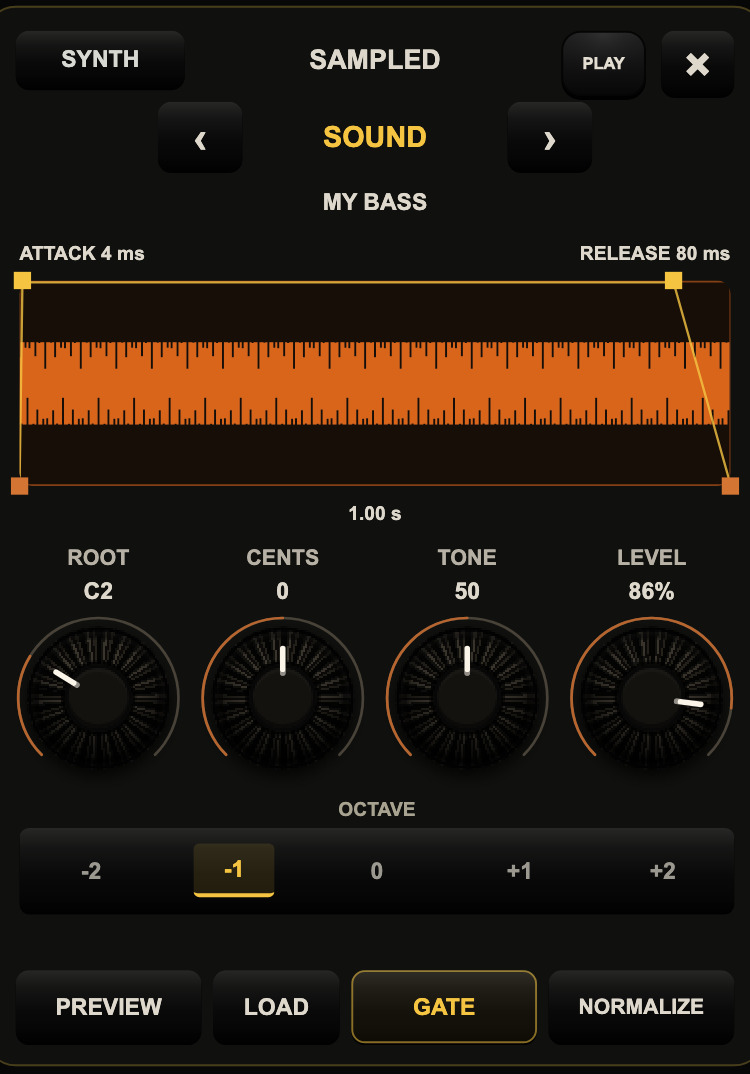 SYNTH SAMPLED PLAY ✖
‹ SOUND ›
MY BASS
ATTACK 4 ms RELEASE 80 ms
1.00 s
ROOT CENTS TONE LEVEL
C2 0 50 86%
OCTAVE
-2 -1 0 +1 +2
PREVIEW LOAD GATE NORMALIZE